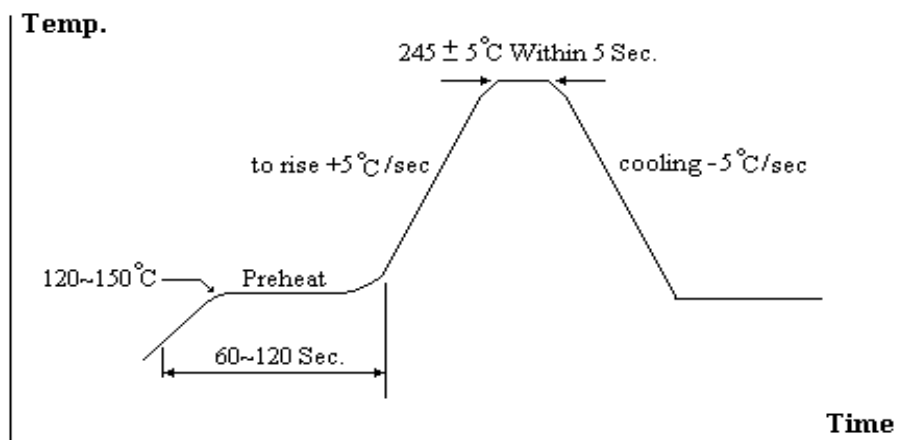 Temp.
245 ± 5°C Within 5 Sec.
to rise +5°C/sec
cooling -5°C/sec
120~150°C
Preheat
60~120 Sec.
Time